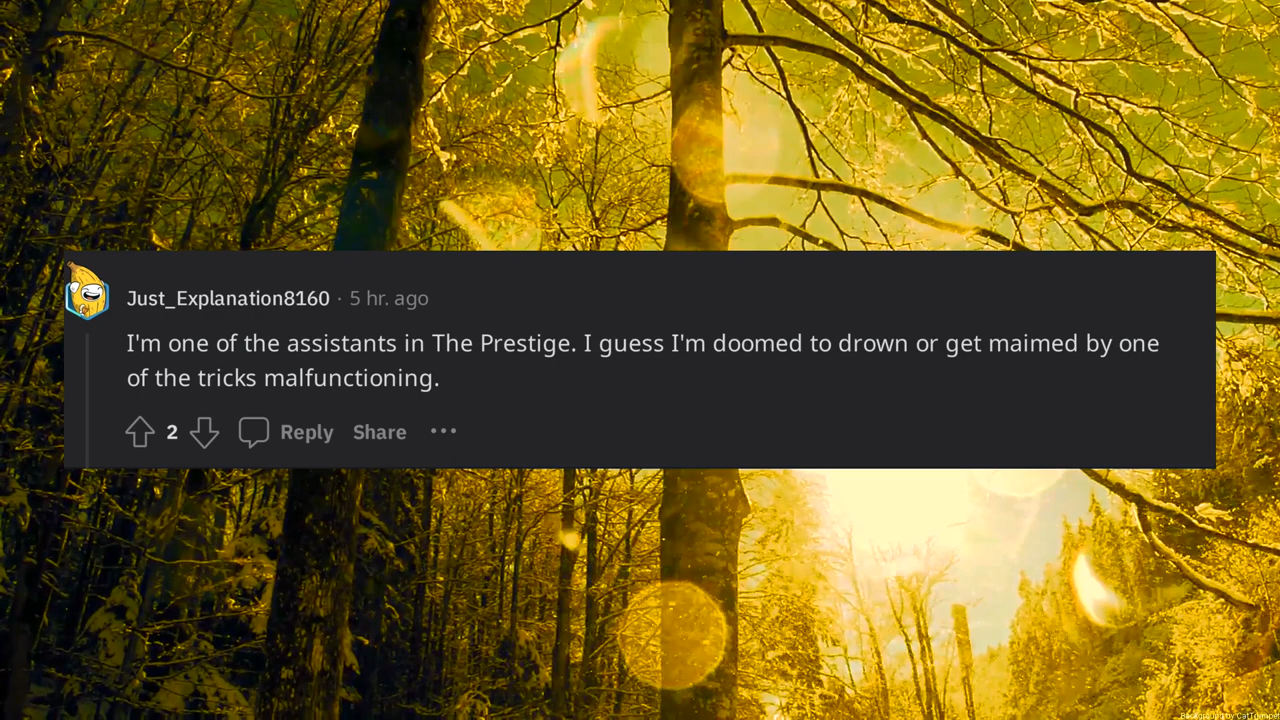 Just_Explanation8160 · 5 hr. ago
I'm one of the assistants in The Prestige. I guess I'm doomed to drown or get maimed by one
of the tricks malfunctioning.
2 Reply Share ···